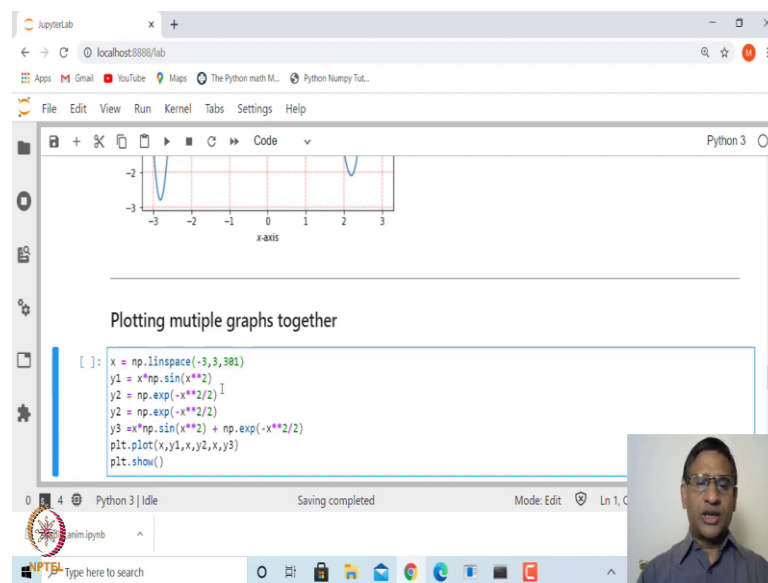 JupyterLab
localhost:8888/lab
M
Apps Gmail YouTube Maps The Python math M... Python Numpy Tut...
File Edit View Run Kernel Tabs Settings Help
Code Python 3
-2
-3
-3 -2 -1 0 1 2 3
x-axis
Plotting mutiple graphs together
[ ]: x = np.linspace(-3,3,301)
y1 = x*np.sin(x**2)
y2 = np.exp(-x**2/2)
y2 = np.exp(-x**2/2)
y3 =x*np.sin(x**2) + np.exp(-x**2/2)
plt.plot(x,y1,x,y2,x,y3)
plt.show()
0 s_ 4 Python 3 | Idle Saving completed Mode: Edit Ln 1, C
anim.ipynb
NPTEL
Type here to search